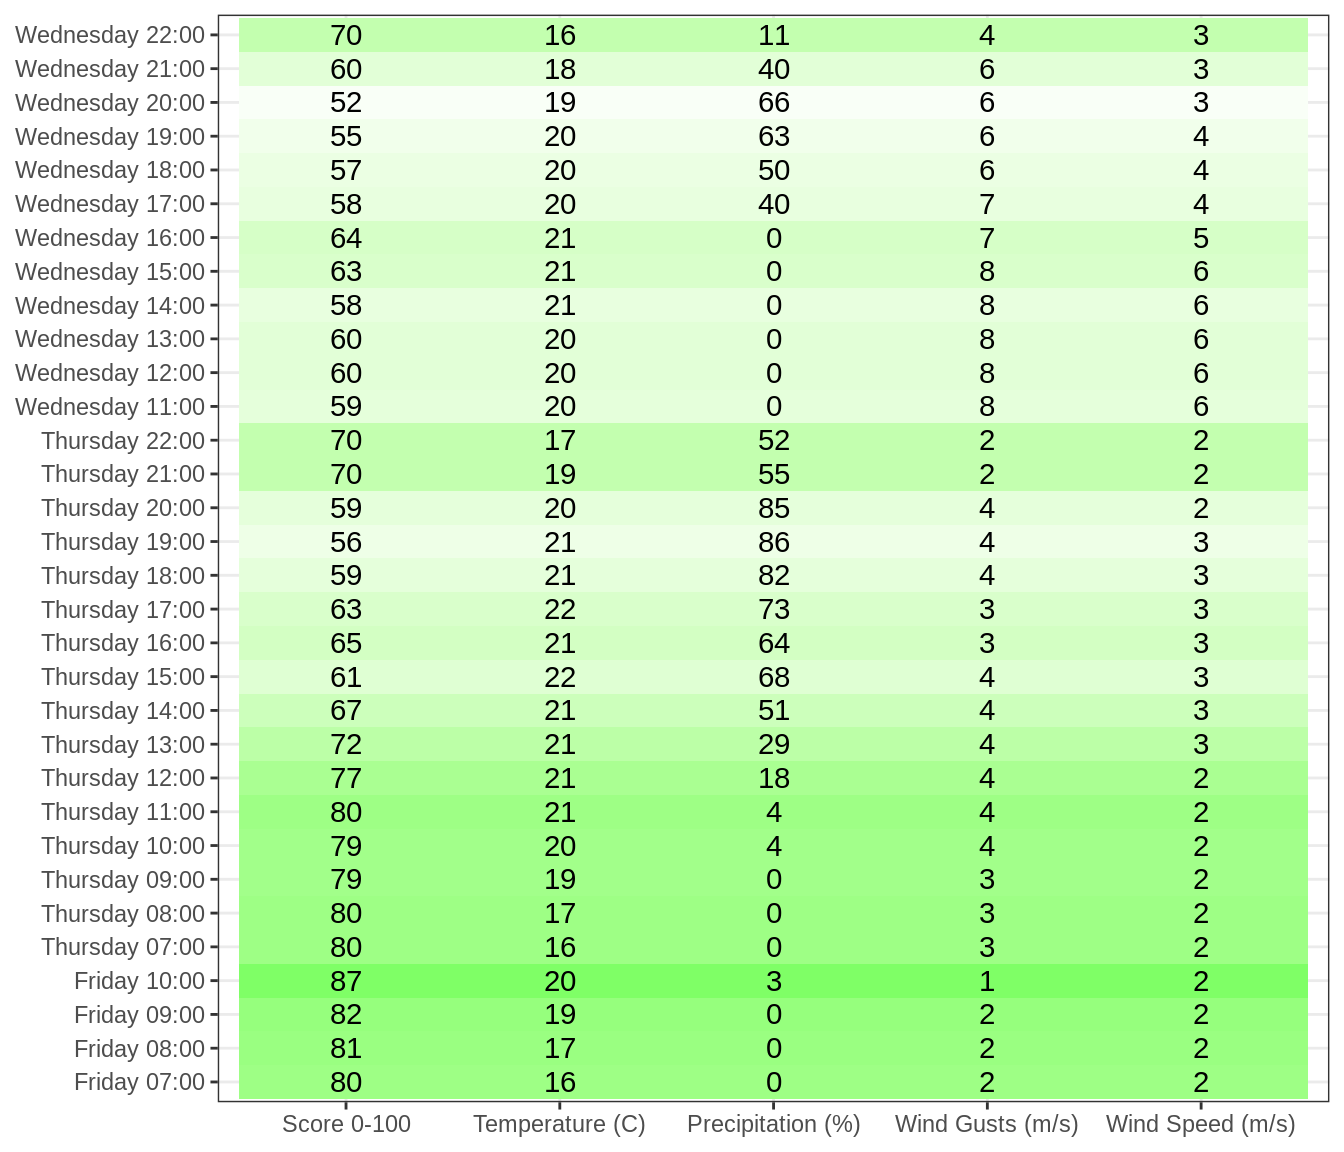 Wednesday 22:00 70 16 11 4 3
Wednesday 21:00 60 18 40 6 3
Wednesday 20:00 52 19 66 6 3
Wednesday 19:00 55 20 63 6 4
Wednesday 18:00 57 20 50 6 4
Wednesday 17:00 58 20 40 7 4
Wednesday 16:00 64 21 0 7 5
Wednesday 15:00 63 21 0 8 6
Wednesday 14:00 58 21 0 8 6
Wednesday 13:00 60 20 0 8 6
Wednesday 12:00 60 20 0 8 6
Wednesday 11:00 59 20 0 8 6
Thursday 22:00 70 17 52 2 2
Thursday 21:00 70 19 55 2 2
Thursday 20:00 59 20 85 4 2
Thursday 19:00 56 21 86 4 3
Thursday 18:00 59 21 82 4 3
Thursday 17:00 63 22 73 3 3
Thursday 16:00 65 21 64 3 3
Thursday 15:00 61 22 68 4 3
Thursday 14:00 67 21 51 4 3
Thursday 13:00 72 21 29 4 3
Thursday 12:00 77 21 18 4 2
Thursday 11:00 80 21 4 4 2
Thursday 10:00 79 20 4 4 2
Thursday 09:00 79 19 0 3 2
Thursday 08:00 80 17 0 3 2
Thursday 07:00 80 16 0 3 2
Friday 10:00 87 20 3 1 2
Friday 09:00 82 19 0 2 2
Friday 08:00 81 17 0 2 2
Friday 07:00 80 16 0 2 2
Score 0-100 Temperature (C) Precipitation (%) Wind Gusts (m/s) Wind Speed (m/s)